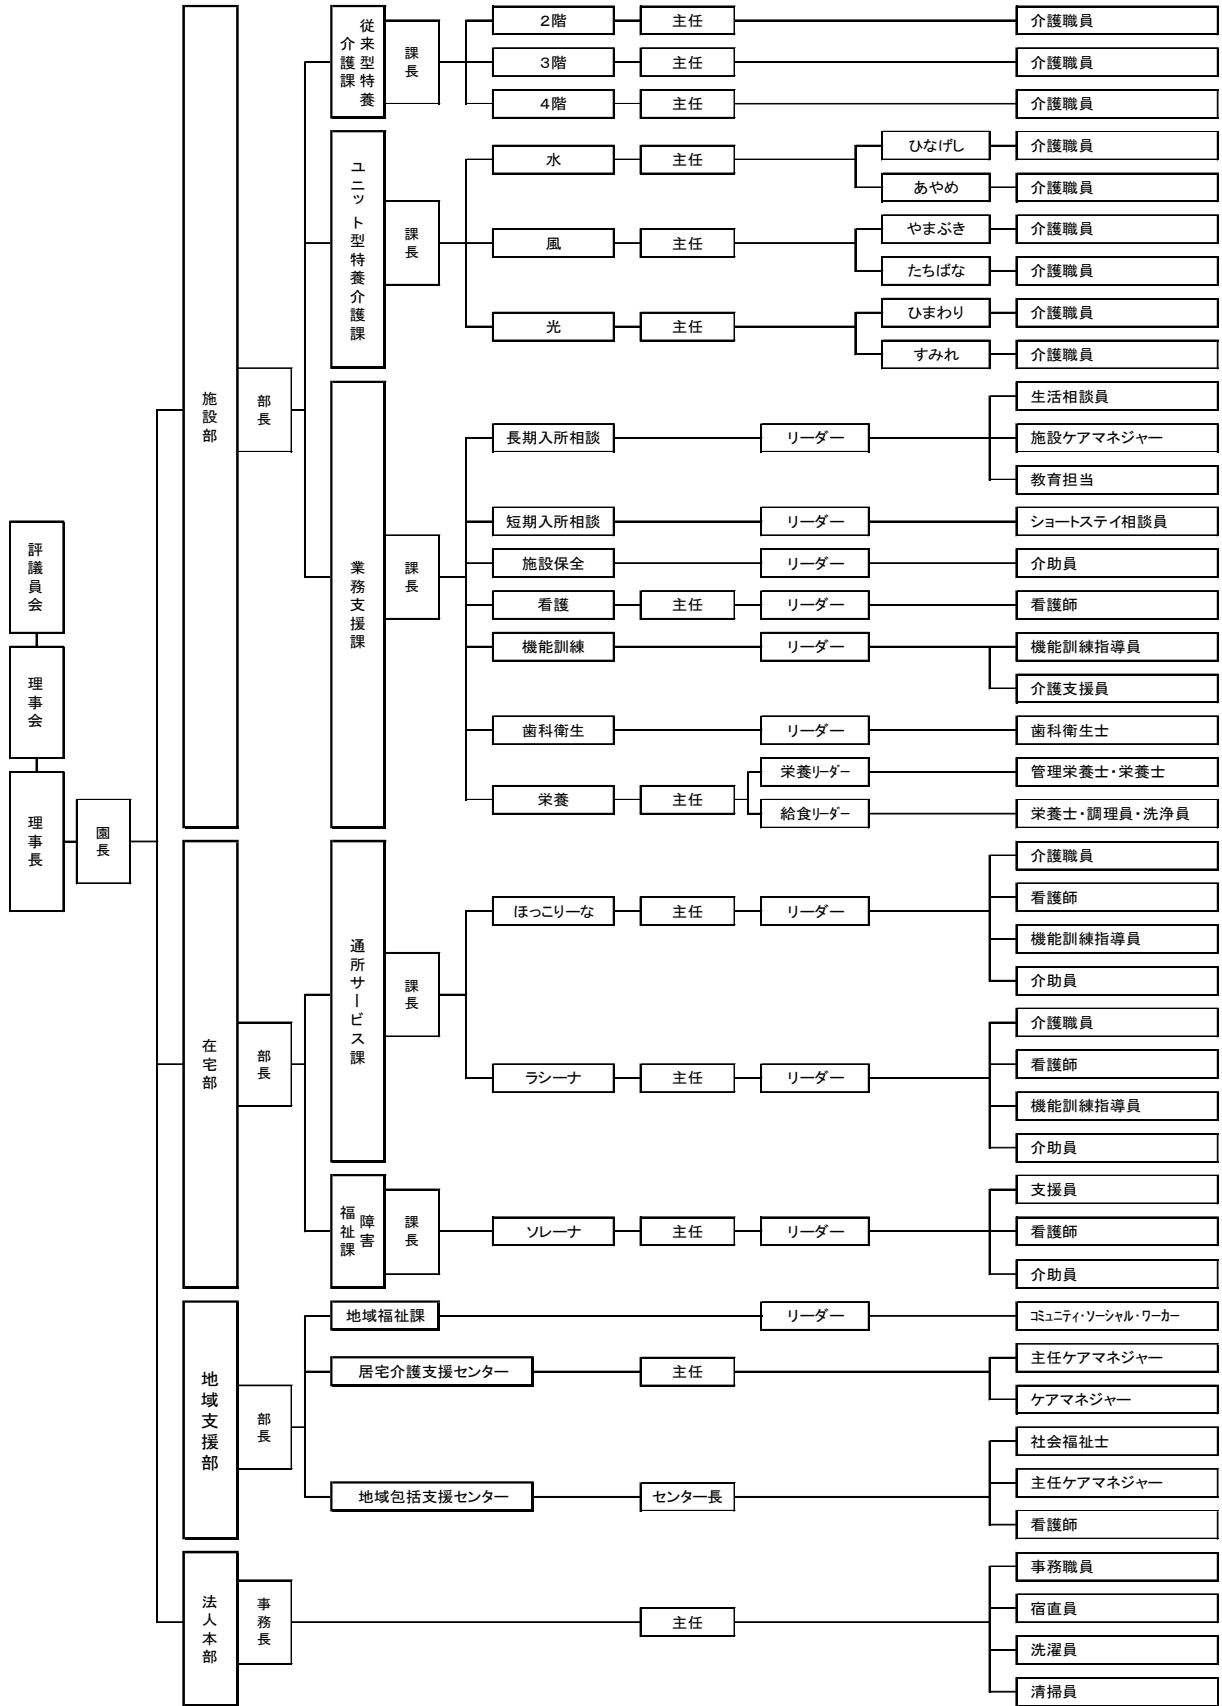 評議員会
理事会
理事長
園長
施設部
部長
従来型特養
介護課
課長
2階
主任
介護職員
3階
主任
介護職員
4階
主任
介護職員
ユニット型特養介護課
課長
水
主任
ひなげし
介護職員
あやめ
介護職員
風
主任
やまぶき
介護職員
たちばな
介護職員
光
主任
ひまわり
介護職員
すみれ
介護職員
業務支援課
課長
長期入所相談
リーダー
生活相談員
施設ケアマネジャー
教育担当
短期入所相談
リーダー
ショートステイ相談員
施設保全
リーダー
介助員
看護
主任
リーダー
看護師
機能訓練
リーダー
機能訓練指導員
介護支援員
歯科衛生
リーダー
歯科衛生士
栄養
主任
栄養リーダー
管理栄養士・栄養士
給食リーダー
栄養士・調理員・洗浄員
在宅部
部長
通所サービス課
課長
ほっこりーな
主任
リーダー
介護職員
看護師
機能訓練指導員
介助員
ラシーナ
主任
リーダー
介護職員
看護師
機能訓練指導員
介助員
障害
福祉課
課長
ソレーナ
主任
リーダー
支援員
看護師
介助員
地域支援部
部長
地域福祉課
リーダー
コミュニティ・ソーシャル・ワーカー
居宅介護支援センター
主任
主任ケアマネジャー
ケアマネジャー
地域包括支援センター
センター長
社会福祉士
主任ケアマネジャー
看護師
法人本部
事務長
主任
事務職員
宿直員
洗濯員
清掃員